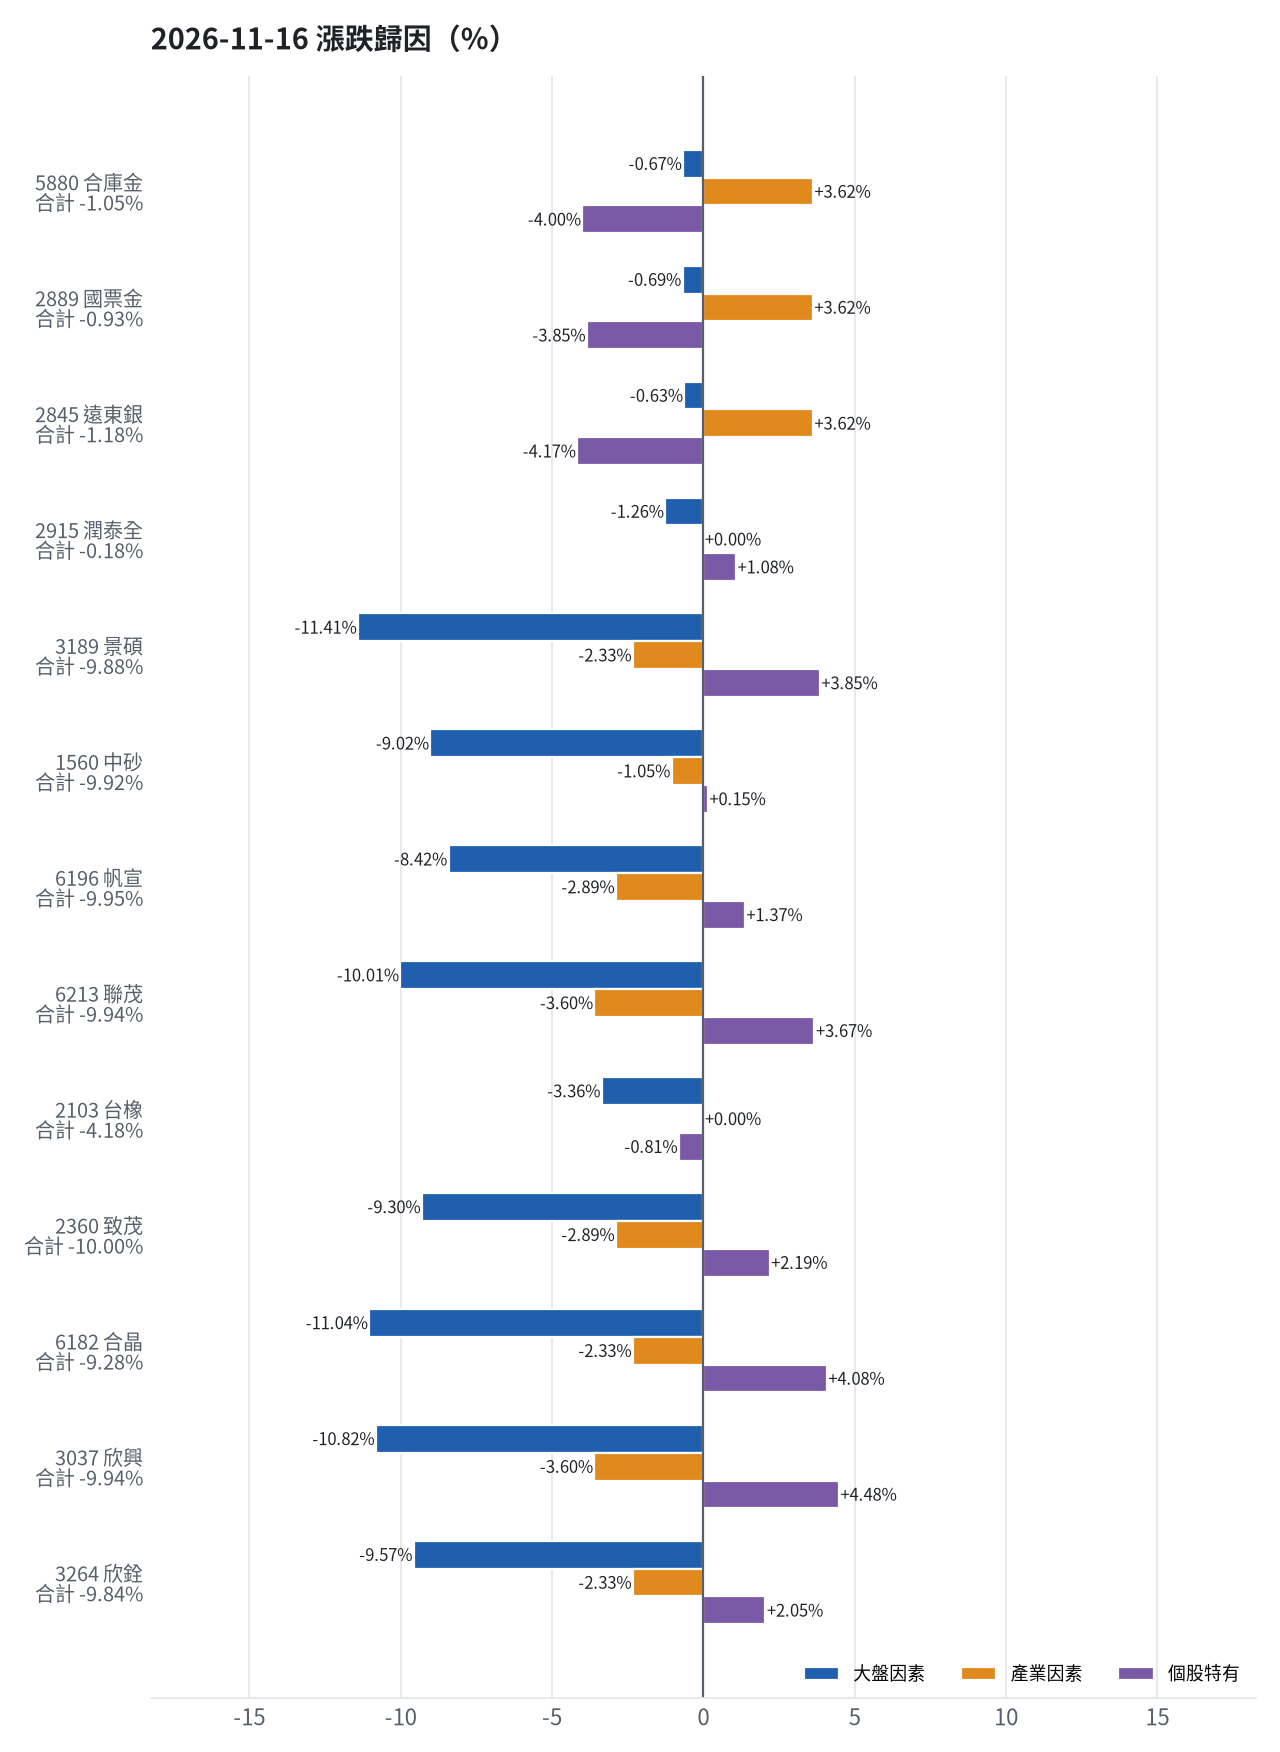 2026-11-16 漲跌歸因（%）
5880 合庫金
合計 -1.05%
-0.67%
+3.62%
-4.00%
2889 國票金
合計 -0.93%
-0.69%
+3.62%
-3.85%
2845 遠東銀
合計 -1.18%
-0.63%
+3.62%
-4.17%
2915 潤泰全
合計 -0.18%
-1.26%
+0.00%
+1.08%
3189 景碩
合計 -9.88%
-11.41%
-2.33%
+3.85%
1560 中砂
合計 -9.92%
-9.02%
-1.05%
+0.15%
6196 帆宣
合計 -9.95%
-8.42%
-2.89%
+1.37%
6213 聯茂
合計 -9.94%
-10.01%
-3.60%
+3.67%
2103 台橡
合計 -4.18%
-3.36%
+0.00%
-0.81%
2360 致茂
合計 -10.00%
-9.30%
-2.89%
+2.19%
6182 合晶
合計 -9.28%
-11.04%
-2.33%
+4.08%
3037 欣興
合計 -9.94%
-10.82%
-3.60%
+4.48%
3264 欣銓
合計 -9.84%
-9.57%
-2.33%
+2.05%
大盤因素 產業因素 個股特有
-15 -10 -5 0 5 10 15